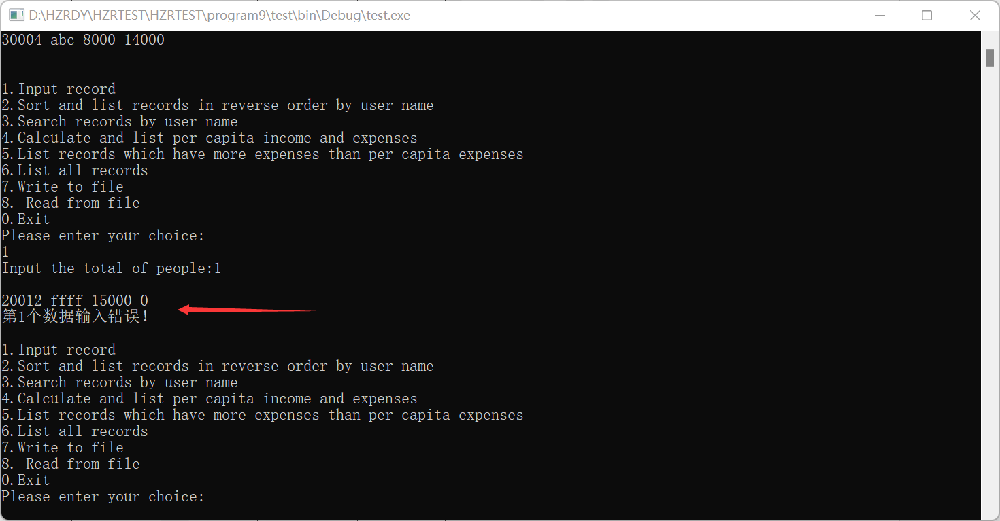 D:\HZRDY\HZRTEST\HZRTEST\program9\test\bin\Debug\test.exe
30004 abc 8000 14000
1.Input record
2.Sort and list records in reverse order by user name
3.Search records by user name
4.Calculate and list per capita income and expenses
5.List records which have more expenses than per capita expenses
6.List all records
7.Write to file
8. Read from file
0.Exit
Please enter your choice:
1
Input the total of people:1
20012 ffff 15000 0
第1个数据输入错误!
1.Input record
2.Sort and list records in reverse order by user name
3.Search records by user name
4.Calculate and list per capita income and expenses
5.List records which have more expenses than per capita expenses
6.List all records
7.Write to file
8. Read from file
0.Exit
Please enter your choice: